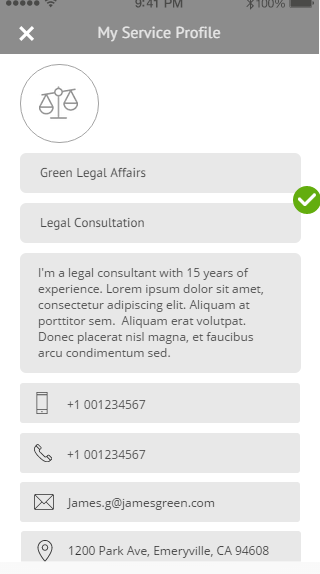 9:41 PM 100%
My Service Profile
Green Legal Affairs
Legal Consultation
I'm a legal consultant with 15 years of
experience. Lorem ipsum dolor sit amet,
consectetur adipiscing elit. Aliquam at
porttitor sem. Aliquam erat volutpat.
Donec placerat nisl magna, et faucibus
arcu condimentum sed.
+1 001234567
+1 001234567
James.g@jamesgreen.com
1200 Park Ave, Emeryville, CA 94608